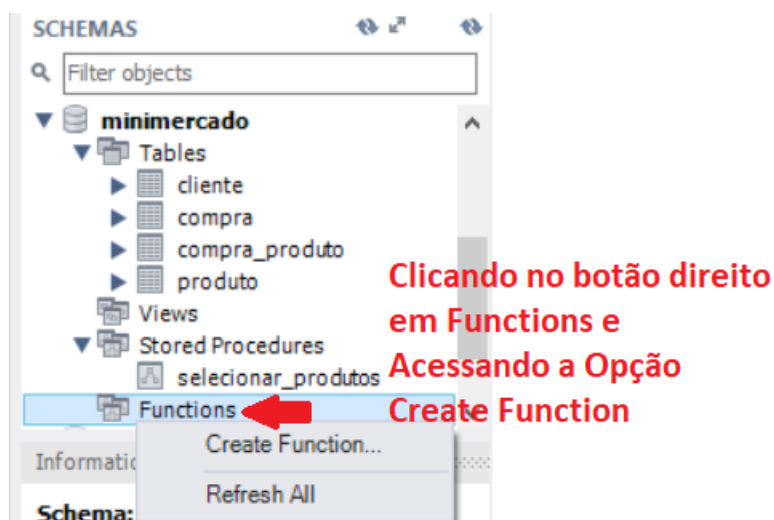 SCHEMAS
Filter objects
minimercado
Tables
cliente
compra
compra_produto
produto
Views
Stored Procedures
selecionar_produtos
Functions
Clicando no botão direito
em Functions e
Acessando a Opção
Create Function
Create Function...
Refresh All
Schema: